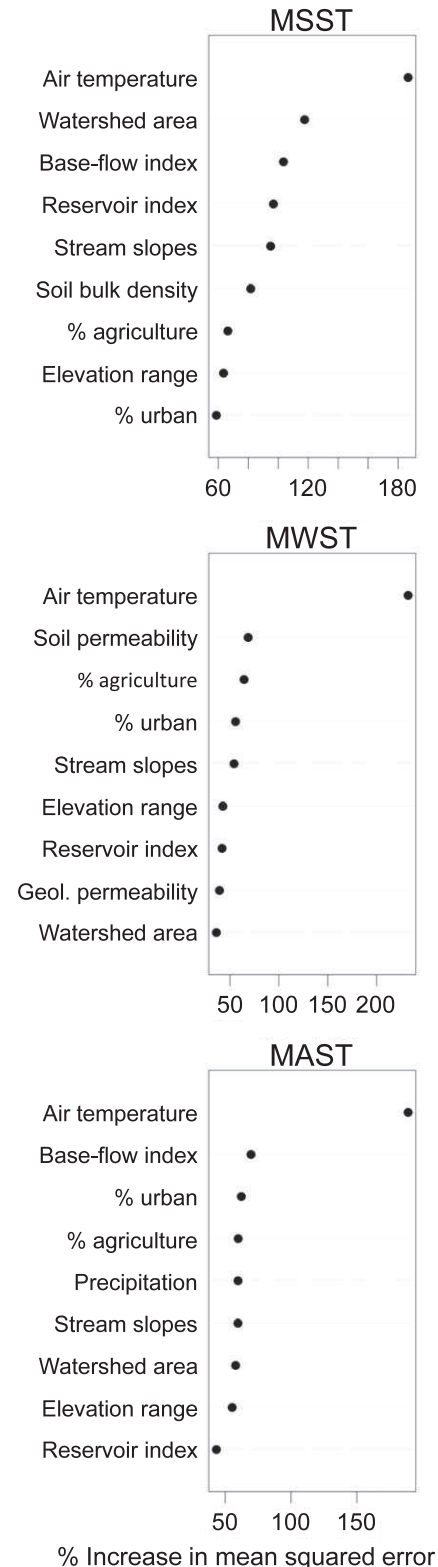 MSST
Air temperature
Watershed area
Base-flow index
Reservoir index
Stream slopes
Soil bulk density
% agriculture
Elevation range
% urban
60 120 180
MWST
Air temperature
Soil permeability
% agriculture
% urban
Stream slopes
Elevation range
Reservoir index
Geol. permeability
Watershed area
50 100 150 200
MAST
Air temperature
Base-flow index
% urban
% agriculture
Precipitation
Stream slopes
Watershed area
Elevation range
Reservoir index
50 100 150
% Increase in mean squared error